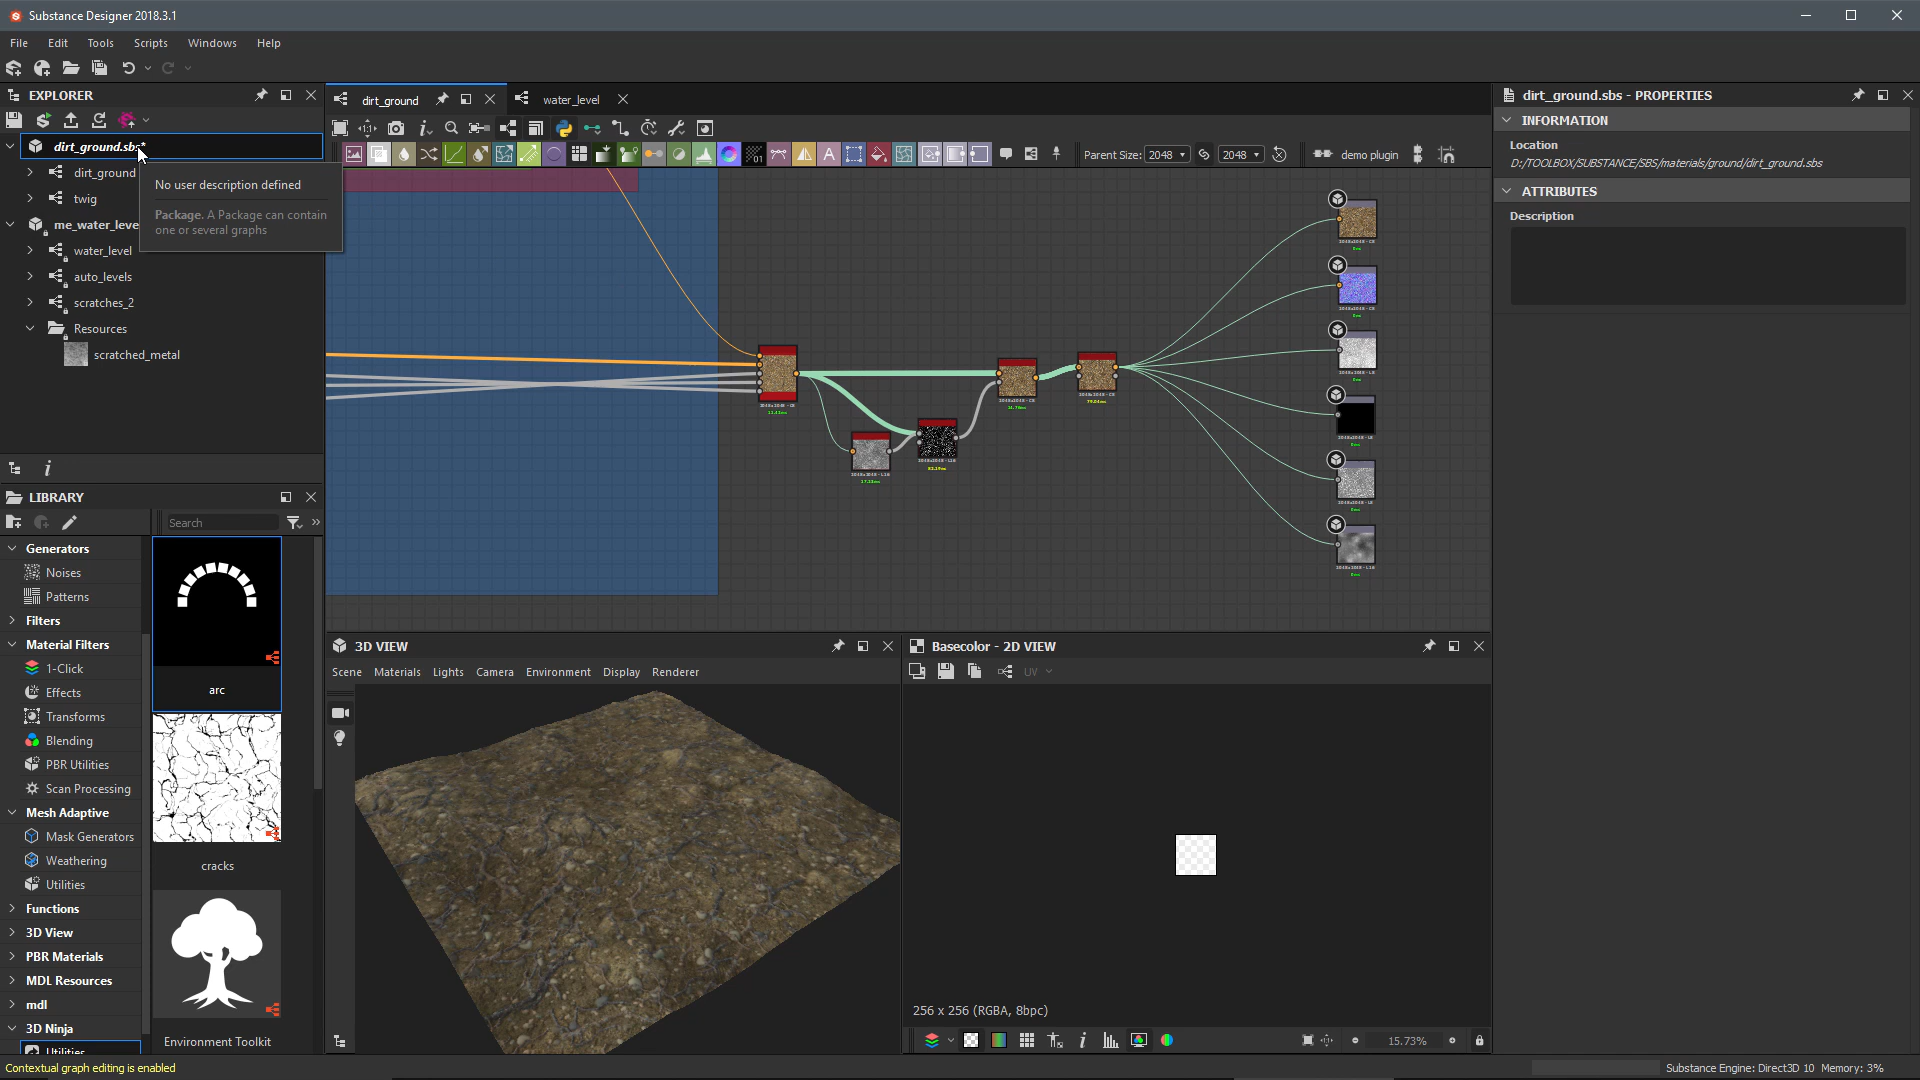 Substance Designer 2018.3.1
File Edit Tools Scripts Windows Help
EXPLORER
dirt_ground.sbs*
dirt_ground
twig
me_water_leve
water_level
auto_levels
scratches_2
Resources
scratched_metal
No user description defined
Package. A Package can contain
one or several graphs
dirt_ground
water_level
Parent Size: 2048 2048 demo plugin
LIBRARY
Search
Generators
Noises
Patterns
Filters
Material Filters
1-Click
Effects
Transforms
Blending
PBR Utilities
Scan Processing
Mesh Adaptive
Mask Generators
Weathering
Utilities
Functions
3D View
PBR Materials
MDL Resources
mdl
3D Ninja
Utilities
arc
cracks
Environment Toolkit
3D VIEW
Scene Materials Lights Camera Environment Display Renderer
Basecolor - 2D VIEW
UV
256 x 256 (RGBA, 8bpc)
15.73%
dirt_ground.sbs - PROPERTIES
INFORMATION
Location
D:/TOOLBOX/SUBSTANCE/SBS/materials/ground/dirt_ground.sbs
ATTRIBUTES
Description
Contextual graph editing is enabled
Substance Engine: Direct3D 10 Memory: 3%